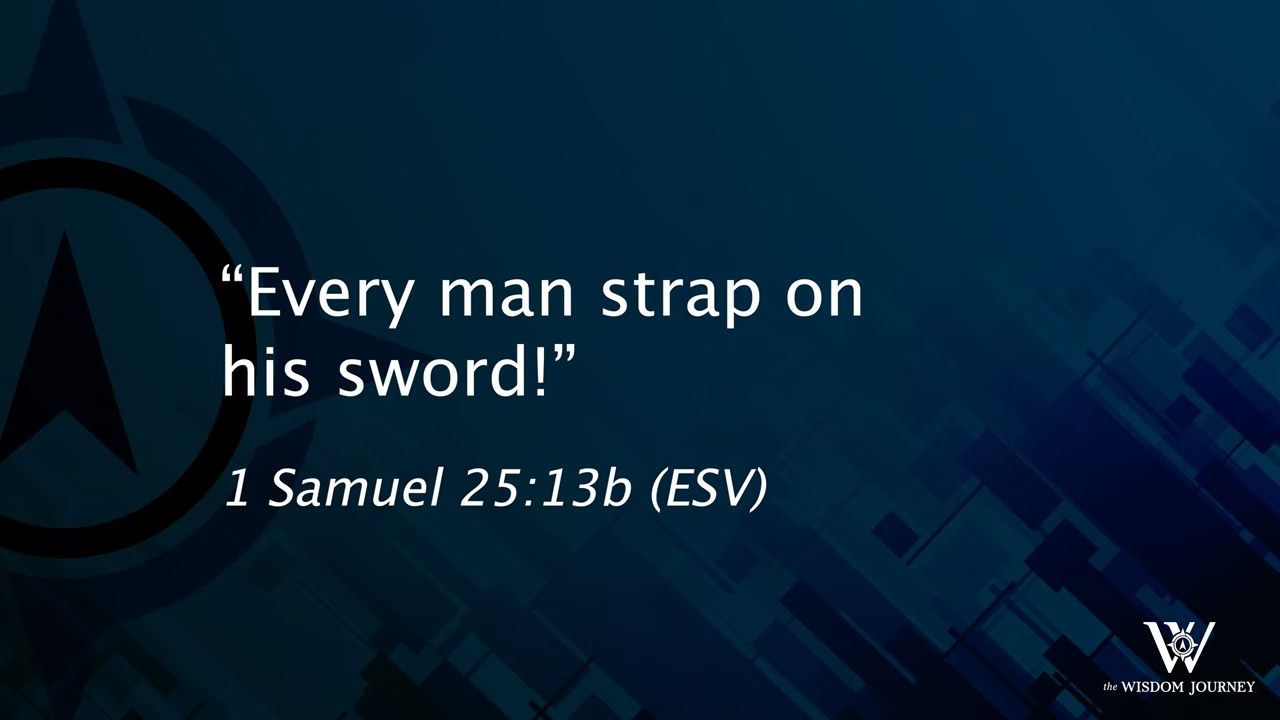 “Every man strap on
his sword!”
1 Samuel 25:13b (ESV)
W
the WISDOM JOURNEY